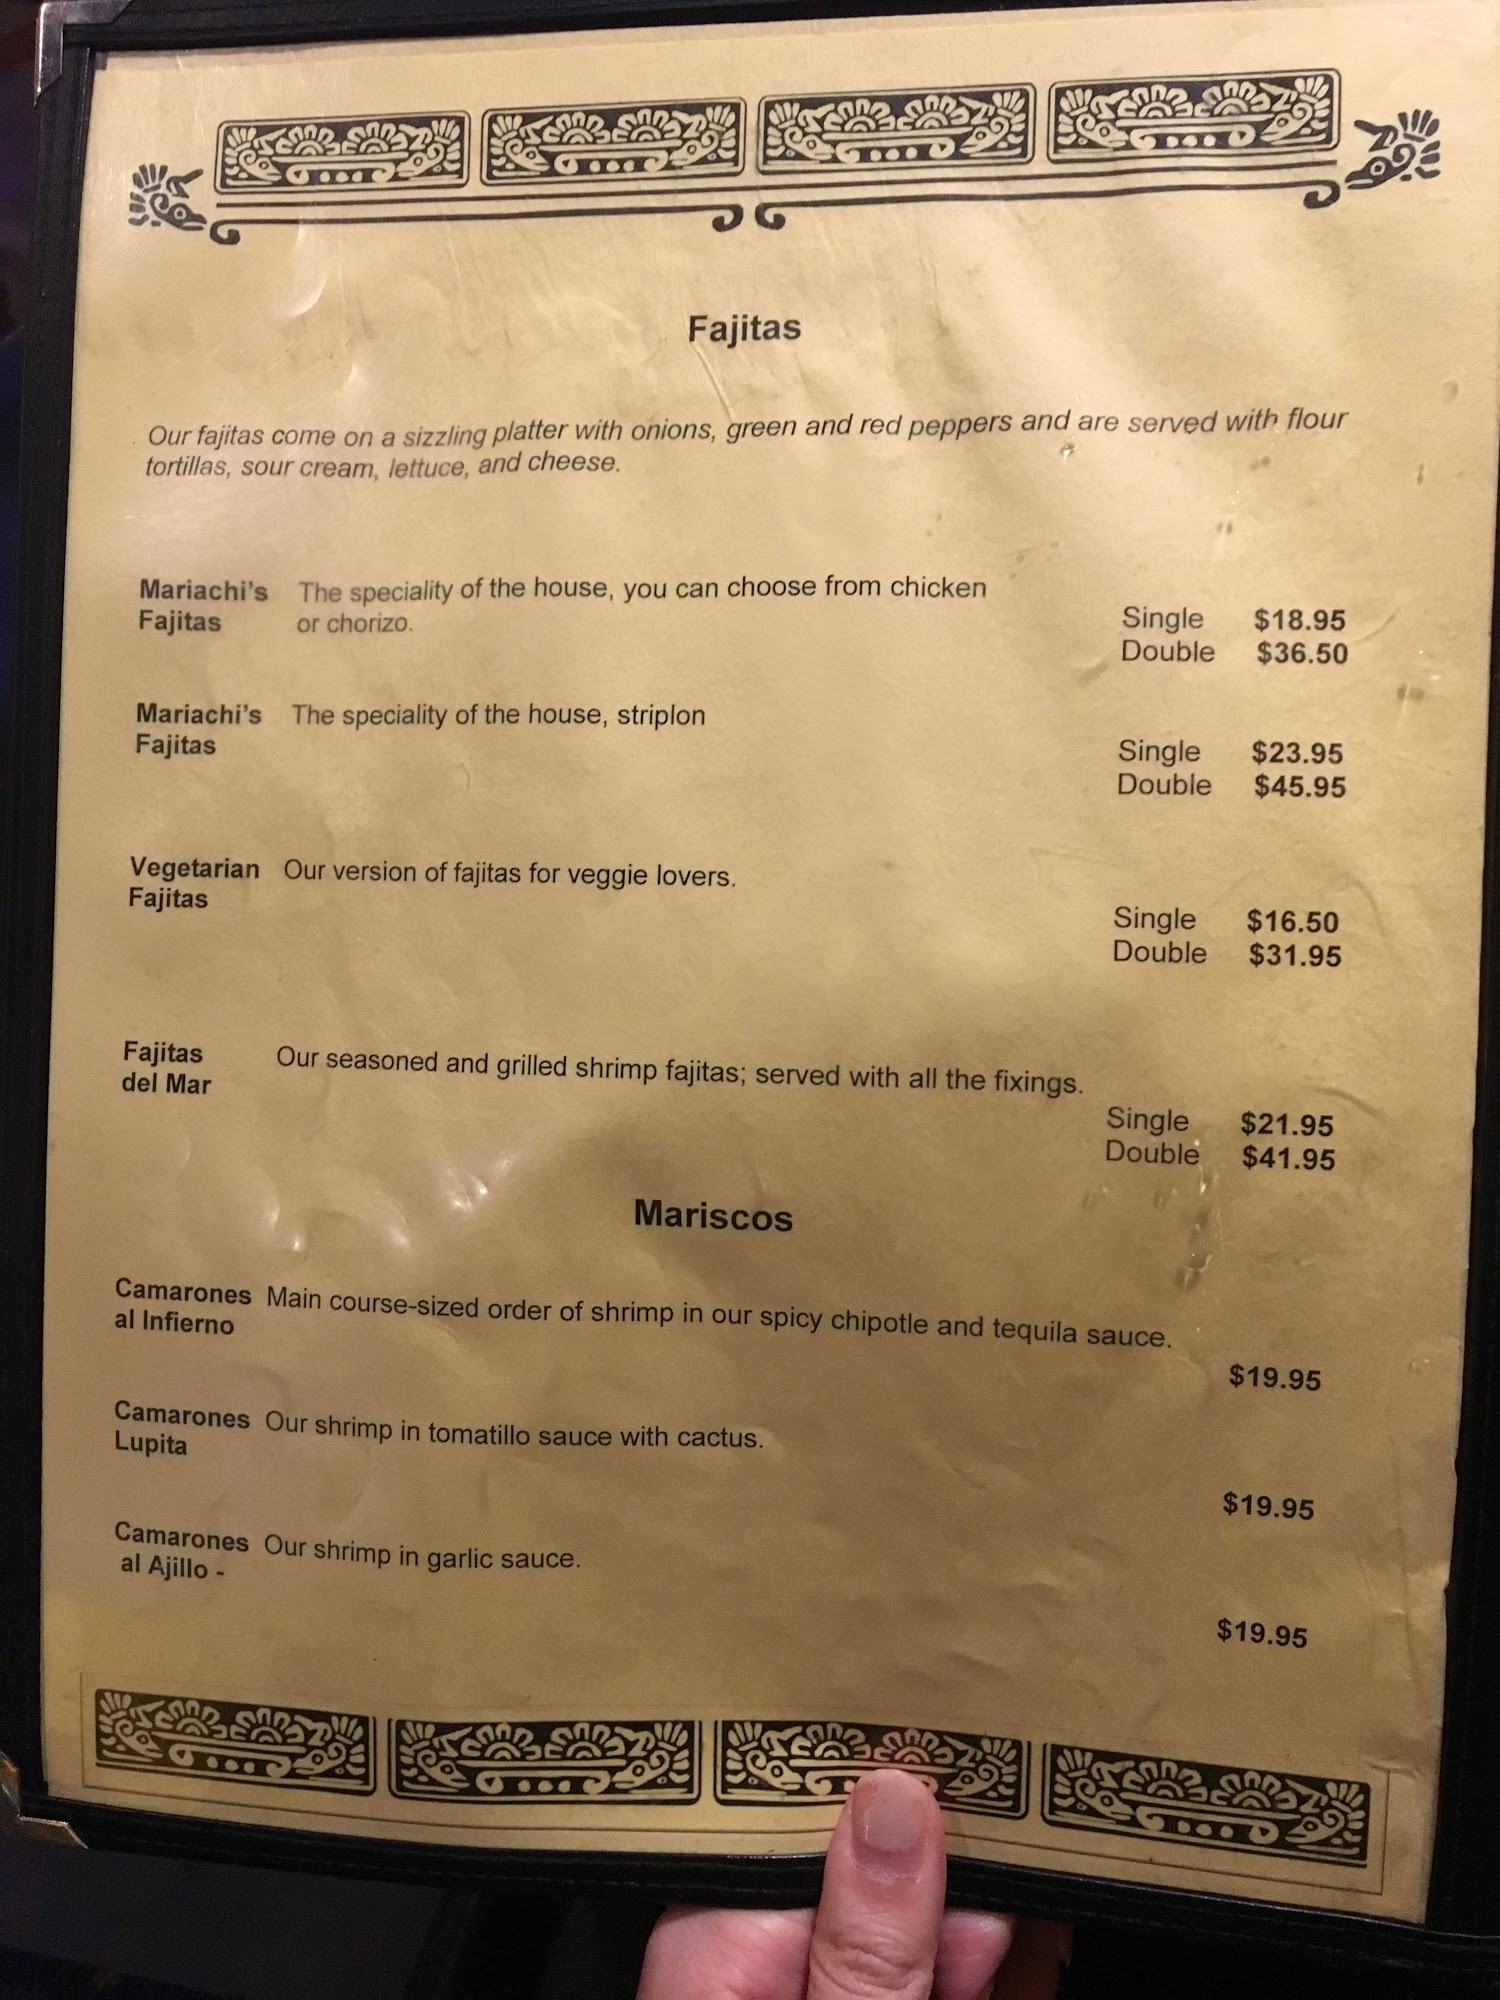 Fajitas
Our fajitas come on a sizzling platter with onions, green and red peppers and are served with flour
tortillas, sour cream, lettuce, and cheese.
Mariachi's The speciality of the house, you can choose from chicken
Fajitas or chorizo.
Single $18.95
Double $36.50
Mariachi's The speciality of the house, striplon
Fajitas
Single $23.95
Double $45.95
Vegetarian Our version of fajitas for veggie lovers.
Fajitas
Single $16.50
Double $31.95
Fajitas Our seasoned and grilled shrimp fajitas; served with all the fixings.
del Mar
Single $21.95
Double $41.95
Mariscos
Camarones Main course-sized order of shrimp in our spicy chipotle and tequila sauce.
al Infierno
$19.95
Camarones Our shrimp in tomatillo sauce with cactus.
Lupita
$19.95
Camarones Our shrimp in garlic sauce.
al Ajillo -
$19.95